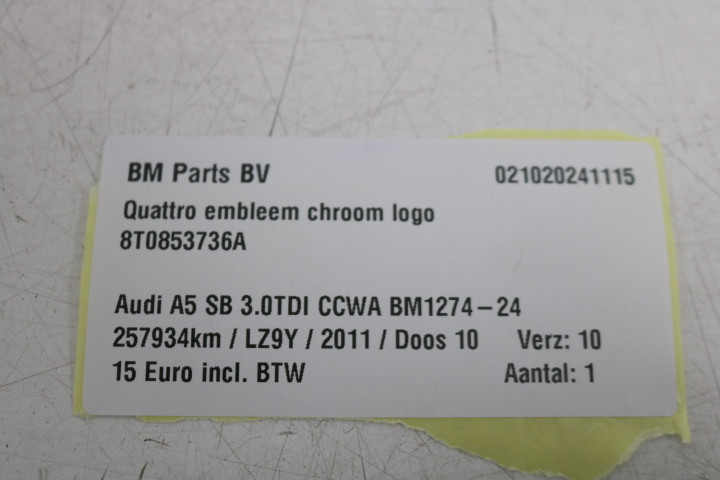 BM Parts BV 021020241115
Quattro embleem chroom logo
8T0853736A
Audi A5 SB 3.0TDI CCWA BM1274-24
257934km / LZ9Y / 2011 / Doos 10 Verz: 10
15 Euro incl. BTW Aantal: 1